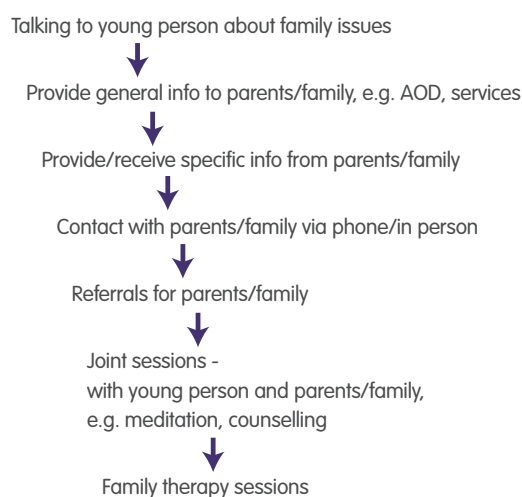 Talking to young person about family issues
Provide general info to parents/family, e.g. AOD, services
Provide/receive specific info from parents/family
Contact with parents/family via phone/in person
Referrals for parents/family
Joint sessions -
with young person and parents/family,
e.g. meditation, counselling
Family therapy sessions